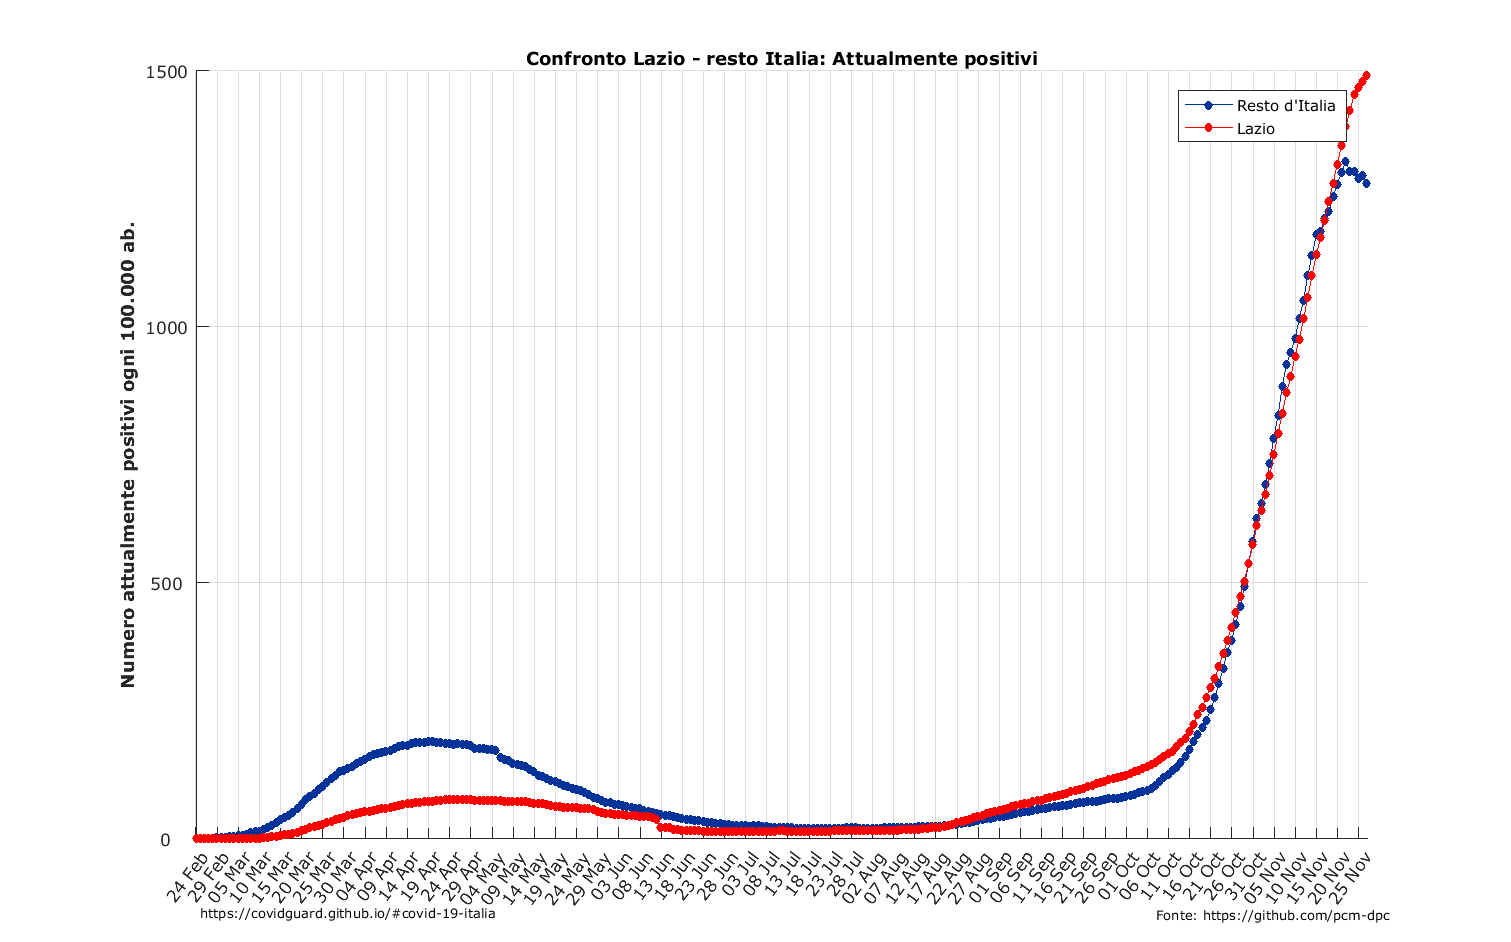 Confronto Lazio - resto Italia: Attualmente positivi
Numero attualmente positivi ogni 100.000 ab.
1500
1000
500
0
Resto d'Italia
Lazio
24 Feb
29 Feb
05 Mar
10 Mar
15 Mar
20 Mar
25 Mar
30 Mar
04 Apr
09 Apr
14 Apr
19 Apr
24 Apr
29 Apr
04 May
09 May
14 May
19 May
24 May
29 May
03 Jun
08 Jun
13 Jun
18 Jun
23 Jun
28 Jun
03 Jul
08 Jul
13 Jul
18 Jul
23 Jul
28 Jul
02 Aug
07 Aug
12 Aug
17 Aug
22 Aug
27 Aug
01 Sep
06 Sep
11 Sep
16 Sep
21 Sep
26 Sep
01 Oct
06 Oct
11 Oct
16 Oct
21 Oct
26 Oct
31 Oct
05 Nov
10 Nov
15 Nov
20 Nov
25 Nov
https://covidguard.github.io/#covid-19-italia
Fonte: https://github.com/pcm-dpc